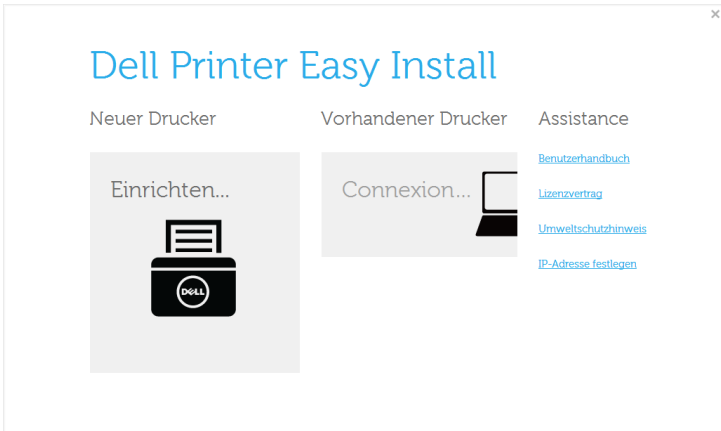 Dell Printer Easy Install
Neuer Drucker
Einrichten...
DELL
Vorhandener Drucker
Connexion...
Assistance
Benutzerhandbuch
Lizenzvertrag
Umweltschutzhinweis
IP-Adresse festlegen